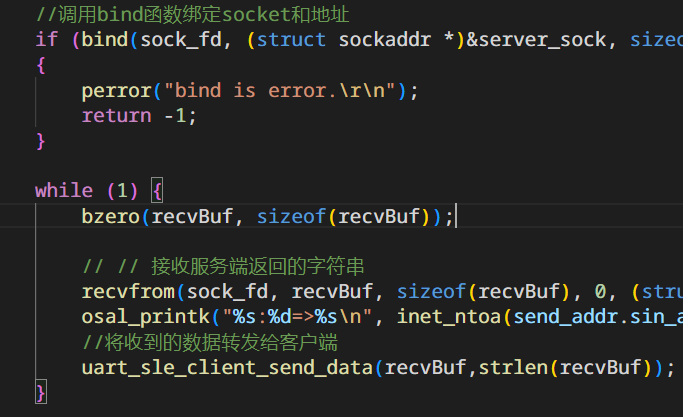 //调用bind函数绑定socket和地址
if (bind(sock_fd, (struct sockaddr *)&server_sock,
{
perror("bind is error.\r\n");
return -1;
}
while (1) {
bzero(recvBuf, sizeof(recvBuf));
// // 接收服务端返回的字符串
recvfrom(sock_fd, recvBuf, sizeof(recvBuf), 0, (
osal_printk("%s:%d=>%s\n", inet_ntoa(send_addr.
//将收到的数据转发给客户端
uart_sle_client_send_data(recvBuf,strlen(recvBuf));
}